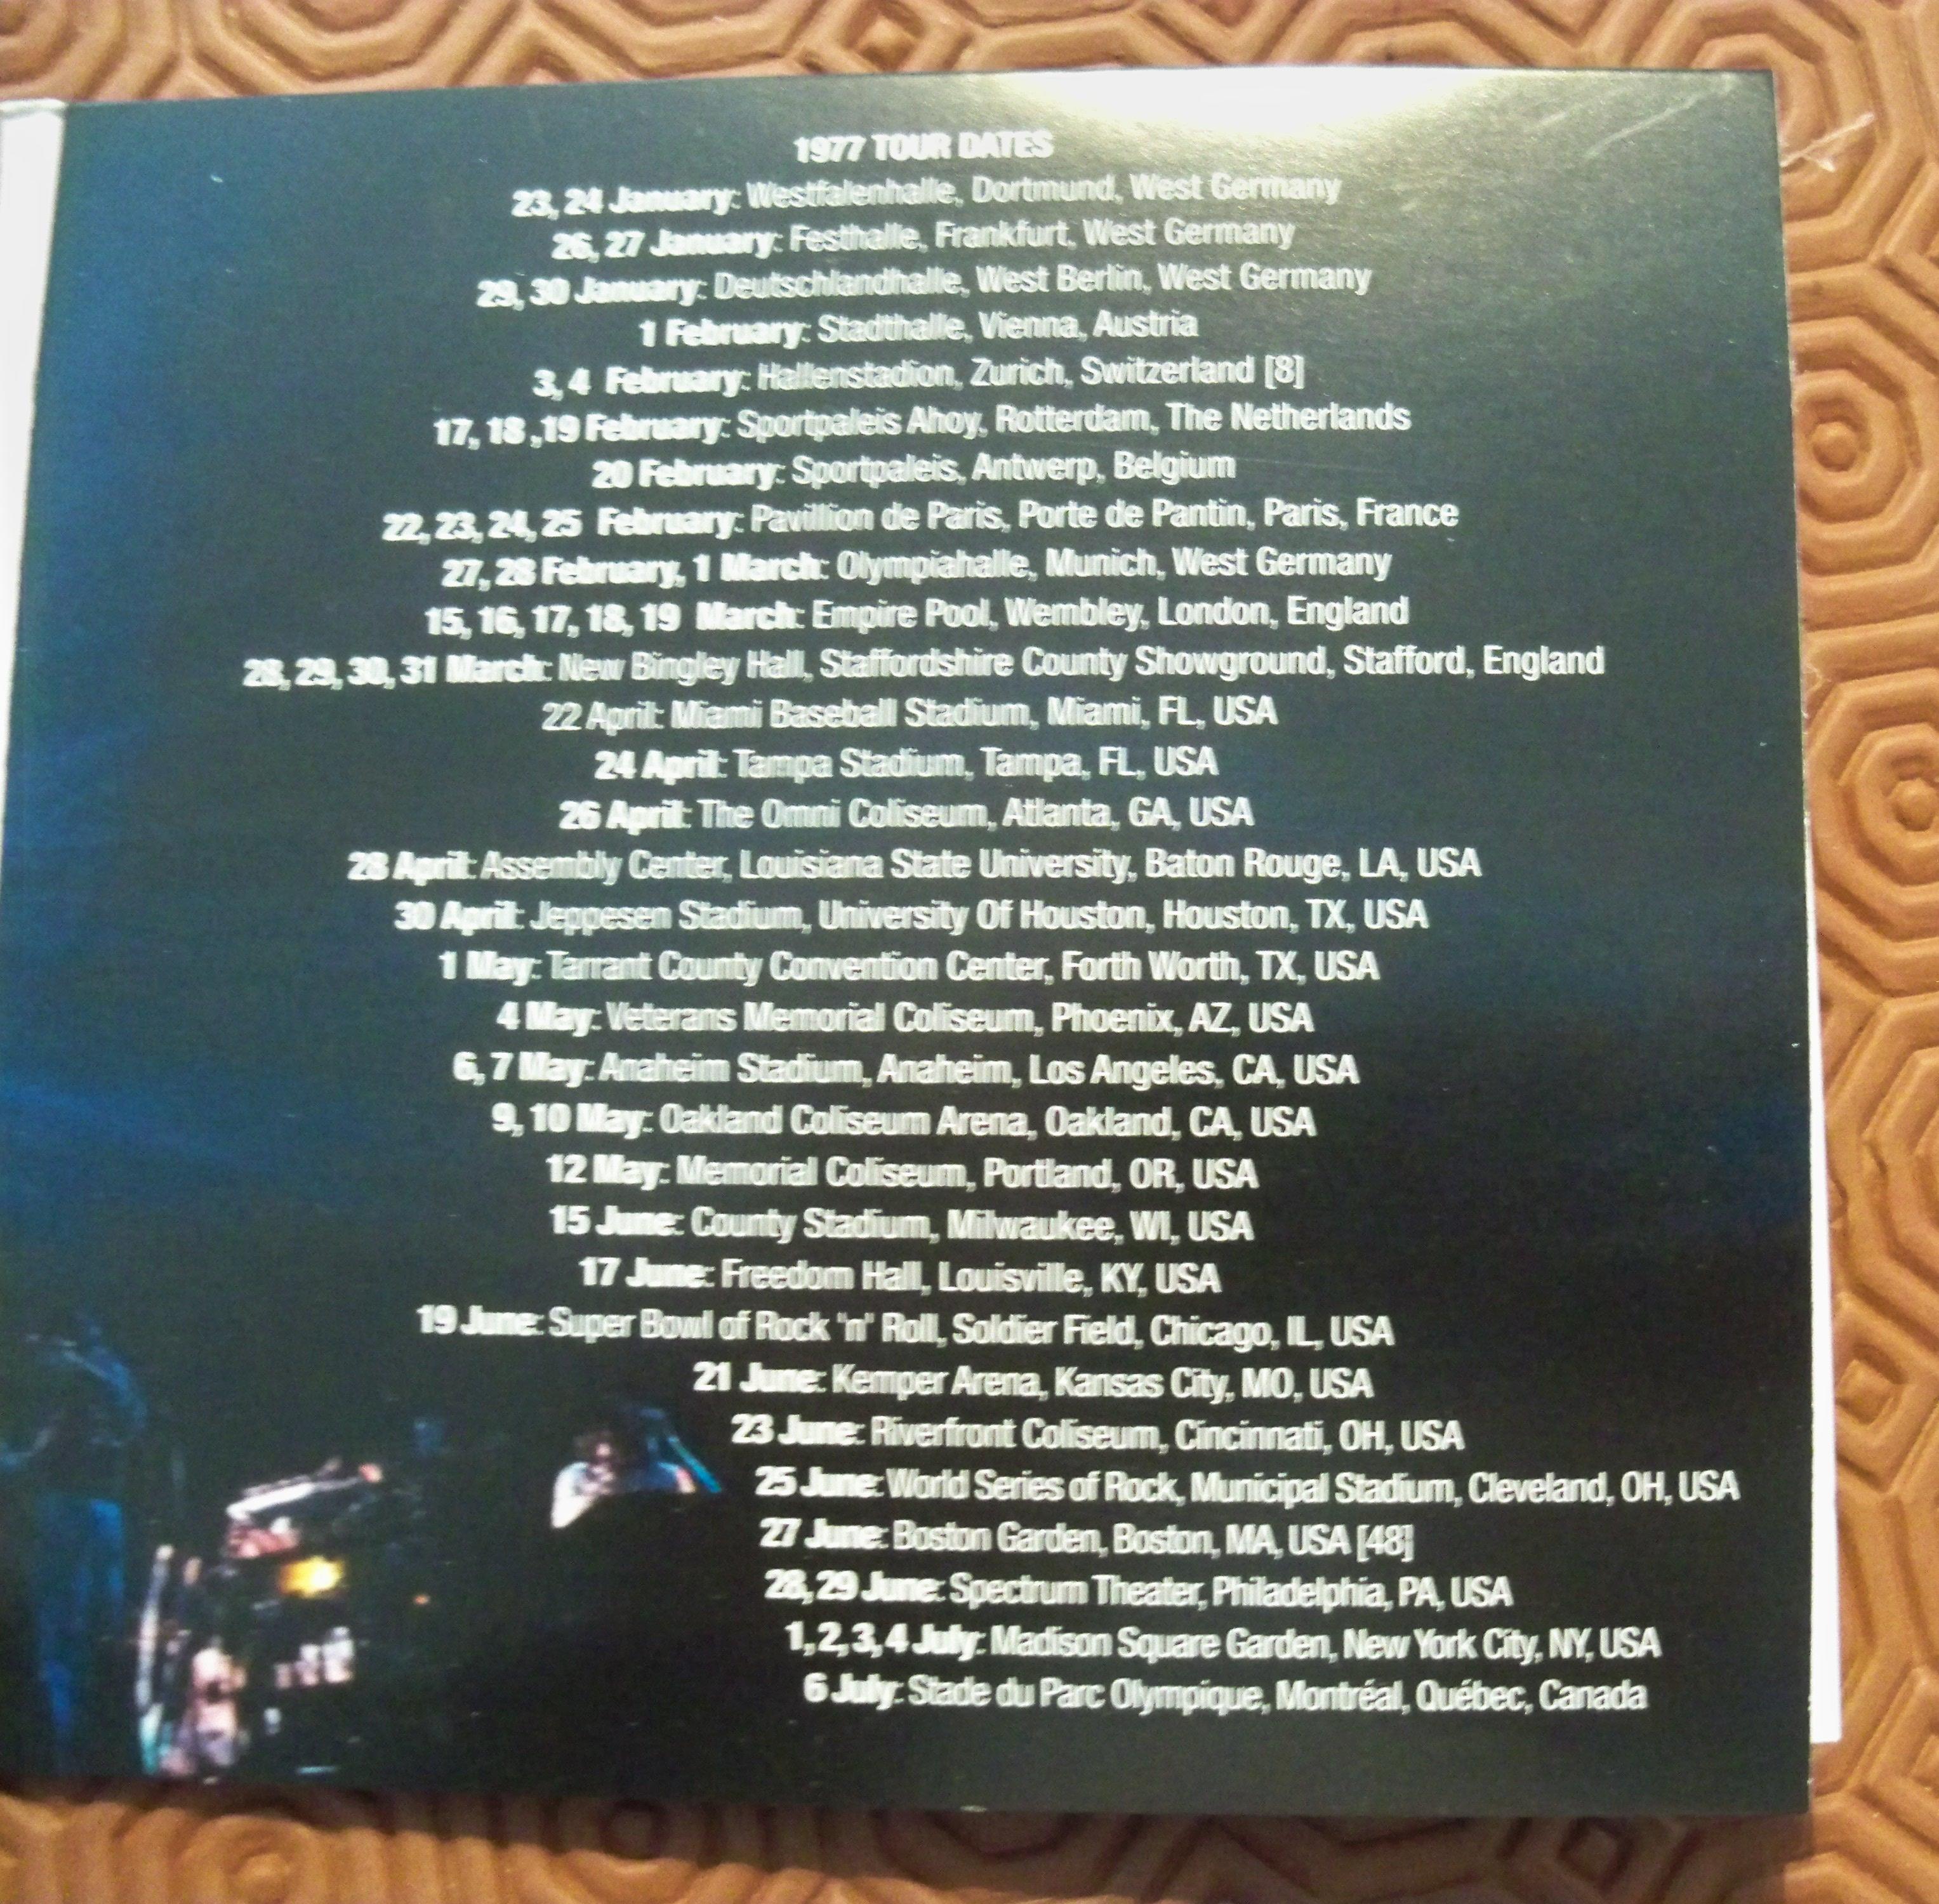 1977 TOUR DATES
23, 24 January: Westfalenhalle, Dortmund, West Germany
26, 27 January: Festhalle, Frankfurt, West Germany
29, 30 January: Deutschlandhalle, West Berlin, West Germany
1 February: Stadthalle, Vienna, Austria
3, 4 February: Hallenstadion, Zurich, Switzerland [8]
17, 18 ,19 February: Sportpaleis Ahoy, Rotterdam, The Netherlands
20 February: Sportpaleis, Antwerp, Belgium
22, 23, 24, 25 February: Pavillion de Paris, Porte de Pantin, Paris, France
27, 28 February, 1 March: Olympiahalle, Munich, West Germany
15, 16, 17, 18, 19 March: Empire Pool, Wembley, London, England
28, 29, 30, 31 March: New Bingley Hall, Staffordshire County Showground, Stafford, England
22 April: Miami Baseball Stadium, Miami, FL, USA
24 April: Tampa Stadium, Tampa, FL, USA
26 April: The Omni Coliseum, Atlanta, GA, USA
28 April: Assembly Center, Louisiana State University, Baton Rouge, LA, USA
30 April: Jeppesen Stadium, University Of Houston, Houston, TX, USA
1 May: Tarrant County Convention Center, Forth Worth, TX, USA
4 May: Veterans Memorial Coliseum, Phoenix, AZ, USA
6, 7 May: Anaheim Stadium, Anaheim, Los Angeles, CA, USA
9, 10 May: Oakland Coliseum Arena, Oakland, CA, USA
12 May: Memorial Coliseum, Portland, OR, USA
15 June: County Stadium, Milwaukee, WI, USA
17 June: Freedom Hall, Louisville, KY, USA
19 June: Super Bowl of Rock 'n' Roll, Soldier Field, Chicago, IL, USA
21 June: Kemper Arena, Kansas City, MO, USA
23 June: Riverfront Coliseum, Cincinnati, OH, USA
25 June: World Series of Rock, Municipal Stadium, Cleveland, OH, USA
27 June: Boston Garden, Boston, MA, USA [48]
28, 29 June: Spectrum Theater, Philadelphia, PA, USA
1, 2, 3, 4 July: Madison Square Garden, New York City, NY, USA
6 July: Stade du Parc Olympique, Montréal, Québec, Canada